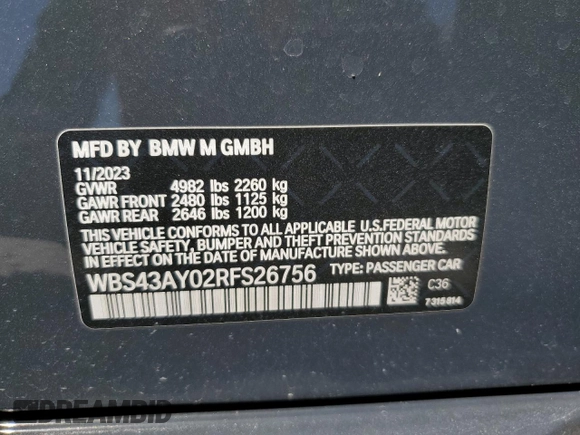 MFD BY BMW M GMBH
11/2023
GVWR 4982 lbs 2260 kg
GAWR FRONT 2480 lbs 1125 kg
GAWR REAR 2646 lbs 1200 kg
THIS VEHICLE CONFORMS TO ALL APPLICABLE U.S.FEDERAL MOTOR
VEHICLE SAFETY, BUMPER, AND THEFT PREVENTION STANDARDS
IN EFFECT ON THE DATE OF MANUFACTURE SHOWN ABOVE.
WBS43AY02RFS26756 TYPE: PASSENGER CAR
C36
7315814
DREAMBID